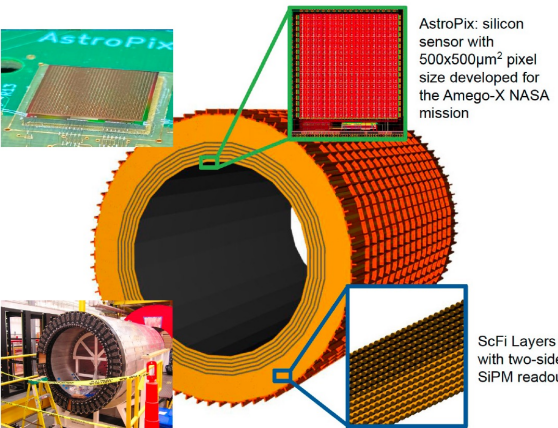 AstroPix
AstroPix: silicon
sensor with
500x500µm² pixel
size developed for
the Amego-X NASA
mission
ScFi Layers
with two-side
SiPM readou